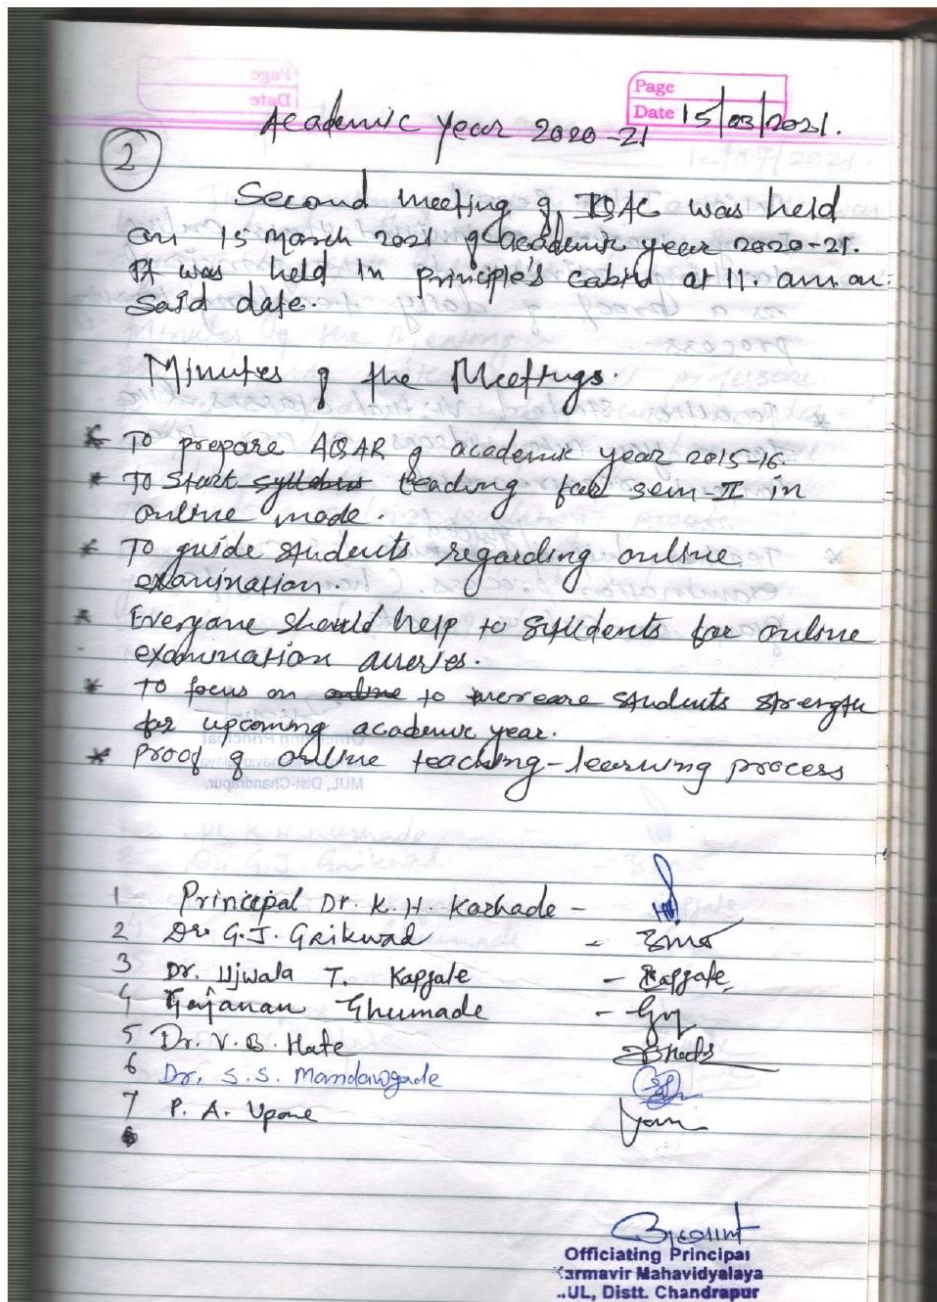 Page
Date 15/03/2021.
Academic year 2020-21
2
Second meeting of IQAC was held
on 15 March 2021 of academic year 2020-21.
It was held in principle's cabin at 11. am. on
said date.
Minutes of the Meetings.
* To prepare AQAR of academic year 2015-16.
* To start syllabus teaching for sem-II in
online mode.
* To guide students regarding online
examination.
* Everyone should help to students for online
examination queries.
* To focus on online to increase students strength
for upcoming academic year.
* Proof of online teaching-learning process
1 Principal Dr. K. H. Karhade -
2 Dr. G.J. Gaikwad -
3 Dr. Ujwala T. Kapgate - Kapgate
4 Gajanan Ghumade -
5 Dr. V. B. Hate
6 Dr. S.S. Mandawgade
7 P. A. Upare
Officiating Principal
Karmavir Mahavidyalaya
MUL, Distt. Chandrapur